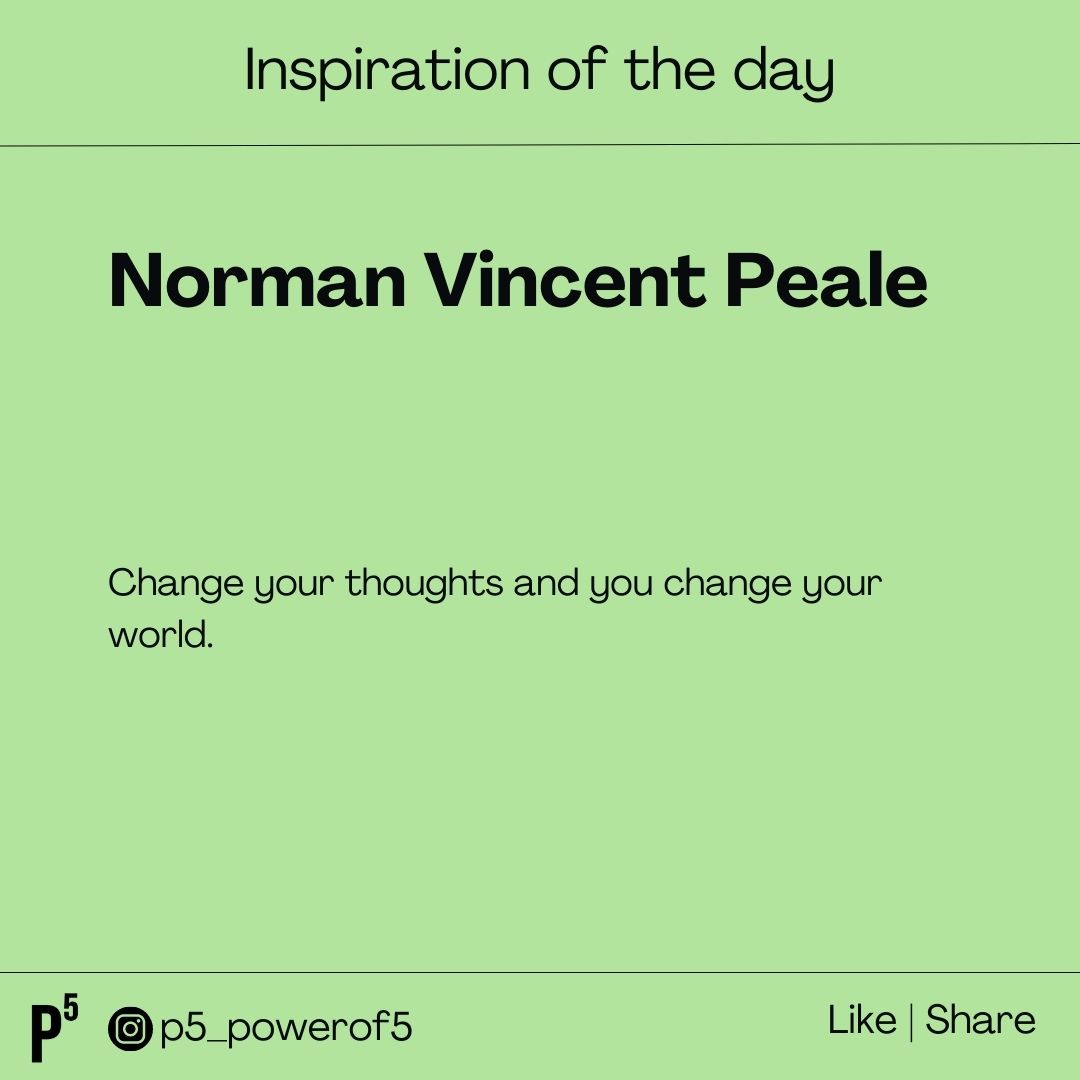 Inspiration of the day
Norman Vincent Peale
Change your thoughts and you change your
world.
P5 p5_powerof5
Like | Share